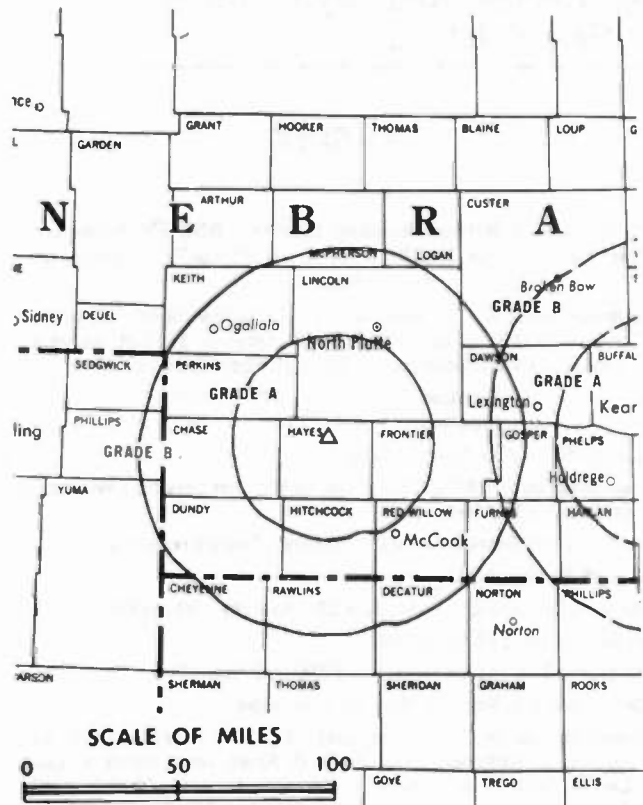 nce
GRANT HOOKER THOMAS BLAINE LOUP G
L GARDEN
N E B R A
ARTHUR CUSTER
McPHERSON LOGAN
KEITH LINCOLN Broken Bow
GRADE B
Sidney DEUEL Ogallala North Platte
SEDGWICK PERKINS DAWSON BUFFAL
GRADE A GRADE A
Lexington Kear
PHILLIPS CHASE HAYES FRONTIER GOSPER PHELPS
ling
GRADE B.
Holdrege
YUMA DUNDY HITCHCOCK RED WILLOW FURNAS HARLAN
McCook
CHEYENNE RAWLINS DECATUR NORTON PHILLIPS
Norton
ARSON SHERMAN THOMAS SHERIDAN GRAHAM ROOKS
SCALE OF MILES
0 50 100
GOVE TREGO ELLIS